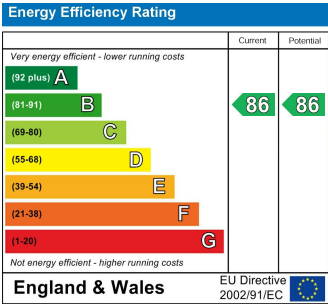 Energy Efficiency Rating
Current Potential
Very energy efficient - lower running costs
(92 plus) A
(81-91) B 86 86
(69-80) C
(55-68) D
(39-54) E
(21-38) F
(1-20) G
Not energy efficient - higher running costs
England & Wales
EU Directive
2002/91/EC